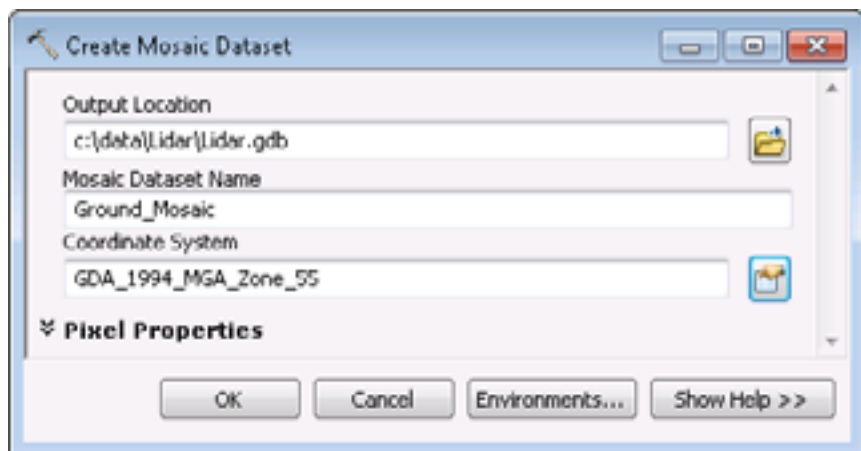 Create Mosaic Dataset
Output Location
c:\data\Lidar\Lidar.gdb
Mosaic Dataset Name
Ground_Mosaic
Coordinate System
GDA_1994_MGA_Zone_55
Pixel Properties
OK Cancel Environments... Show Help >>